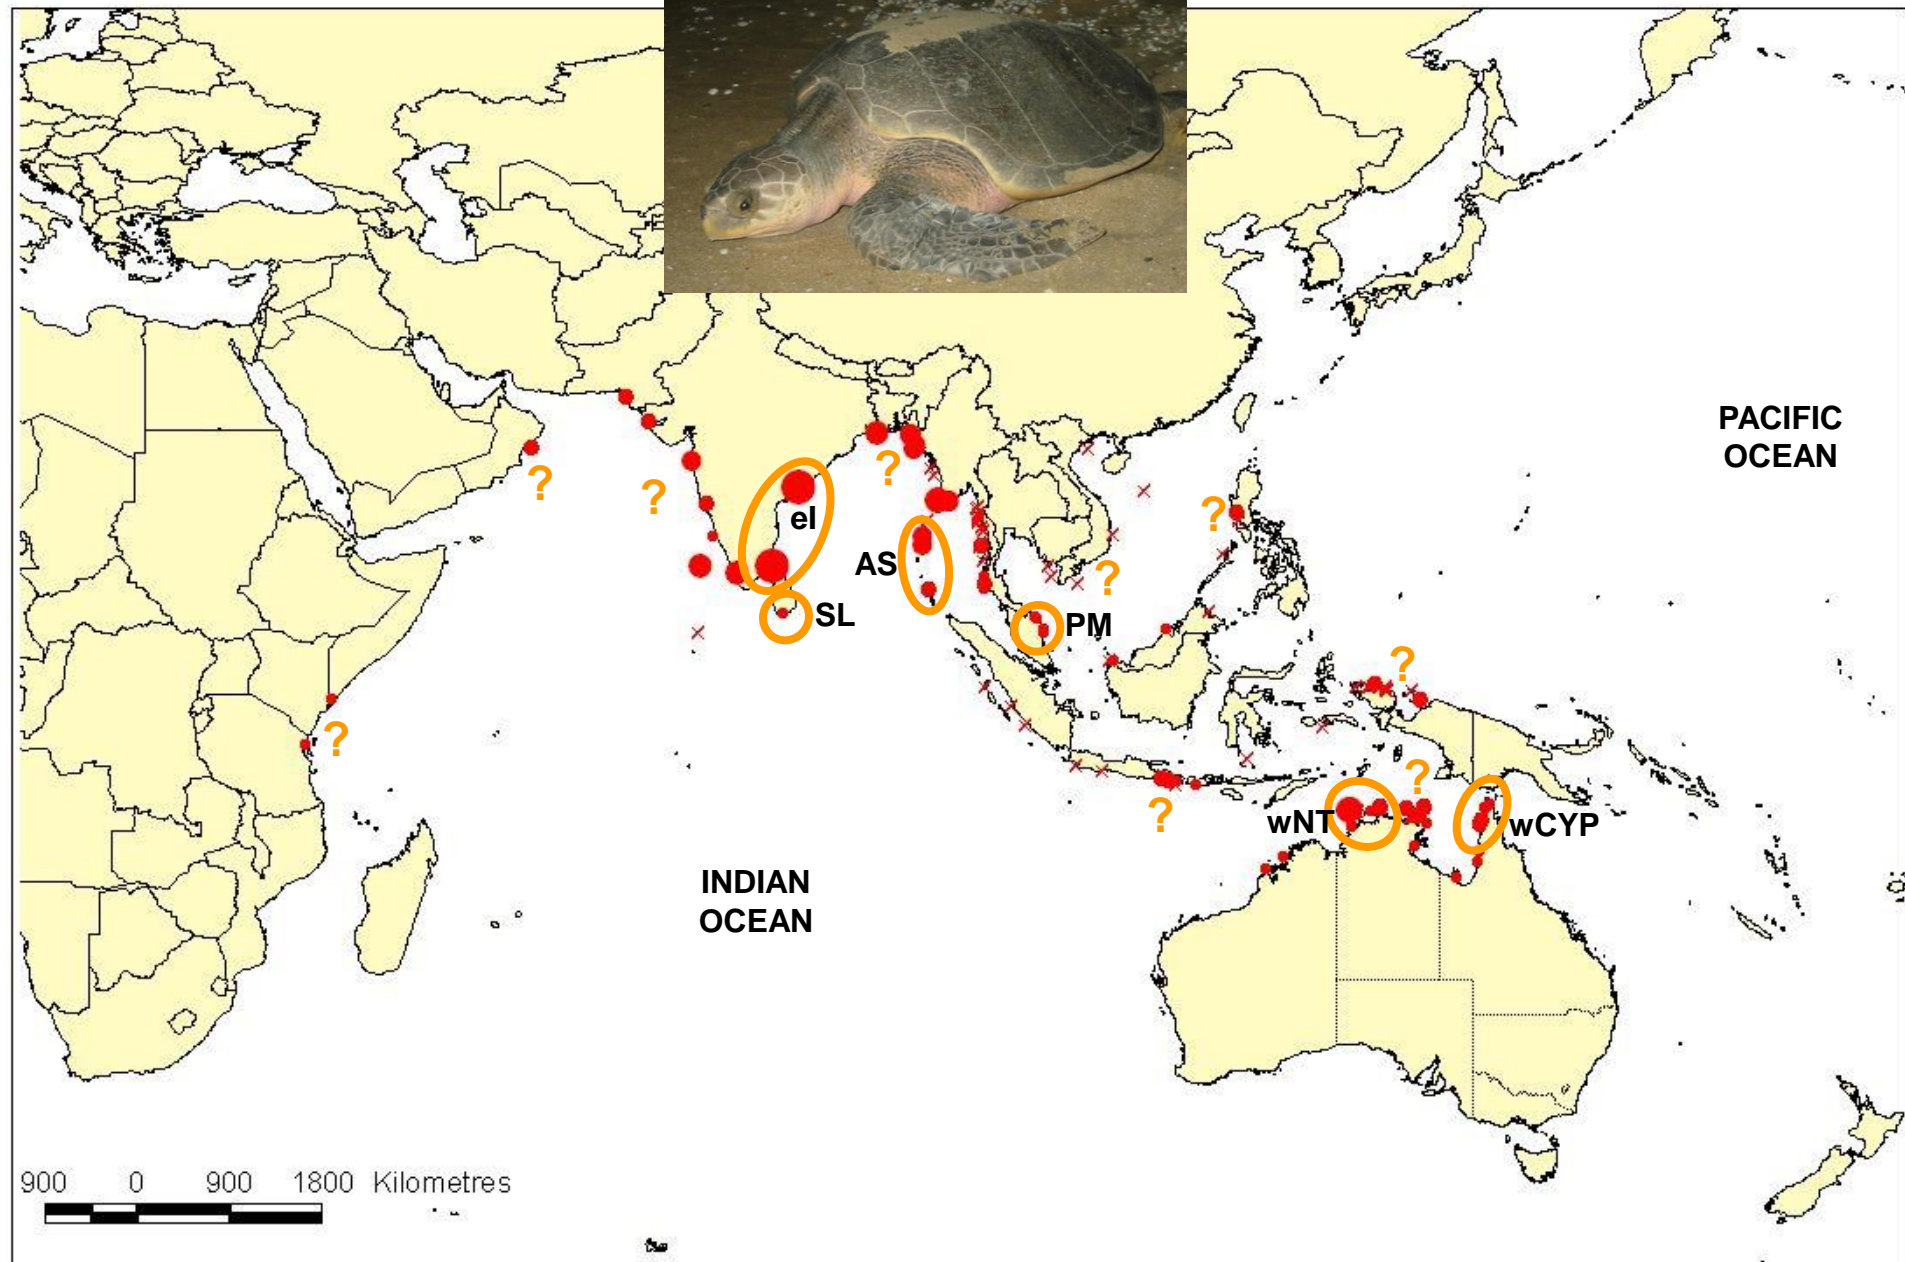 PACIFIC
OCEAN
?
?
?
?
eI
AS
?
SL
PM
?
?
?
?
?
wNT
wCYP
INDIAN
OCEAN
900 0 900 1800 Kilometres